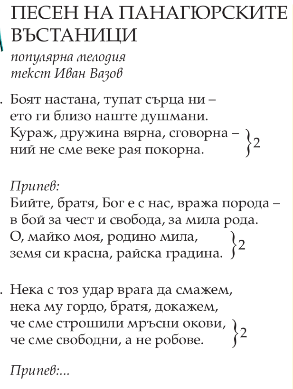 ПЕСЕН НА ПАНАГЮРСКИТЕ
ВЪСТАНИЦИ
популярна мелодия
текст Иван Вазов
. Боят настана, тупат сърца ни –
ето ги близо наште душмани.
Кураж, дружина вярна, сговорна –
ний не сме веке рая покорна. }2
Припев:
Бийте, братя, Бог е с нас, вража порода –
в бой за чест и свобода, за мила рода.
О, майко моя, родино мила,
земя си красна, райска градина. }2
. Нека с тоз удар врага да смажем,
нека му гордо, братя, докажем,
че сме строшили мръсни окови,
че сме свободни, а не робове. }2
Припев:...